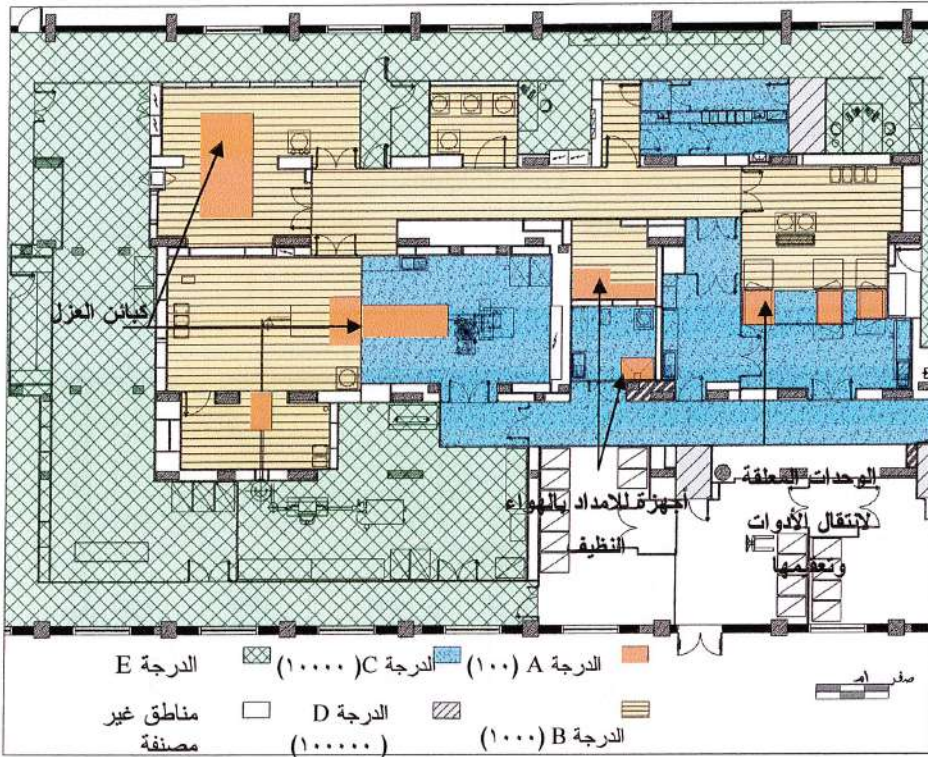 كبائن العزل
الوحدات المعلقة
لانتقال الأدوات
وتعقيمها
أجهزة للامداد بالهواء
النظيف
الدرجة A (١٠٠)
الدرجة C (١٠٠٠٠)
الدرجة E
صفر ١م
الدرجة B (١٠٠٠)
الدرجة D
(١٠٠٠٠٠)
مناطق غير
مصنفة